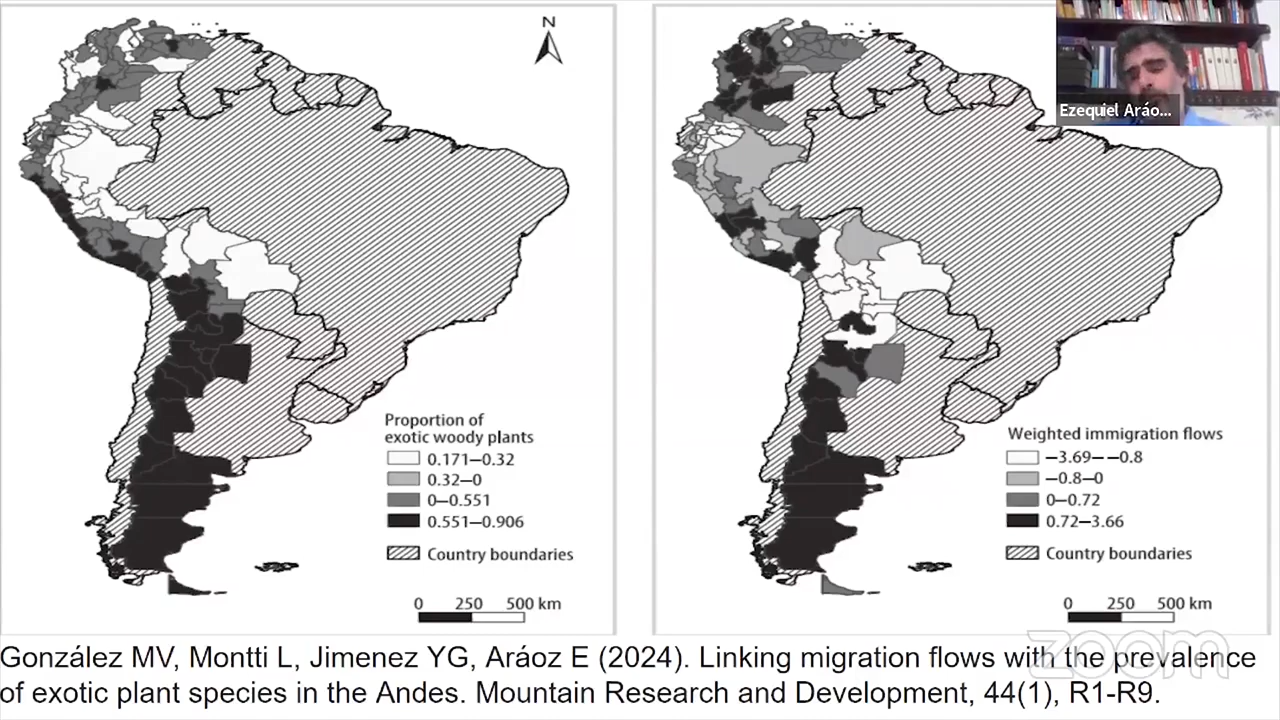 N
Ezequiel Aráo...
Proportion of
exotic woody plants
0.171–0.32
0.32–0
0–0.551
0.551–0.906
Country boundaries
0 250 500 km
Weighted immigration flows
−3.69–−0.8
−0.8–0
0–0.72
0.72–3.66
Country boundaries
0 250 500 km
zoom
González MV, Montti L, Jimenez YG, Aráoz E (2024). Linking migration flows with the prevalence
of exotic plant species in the Andes. Mountain Research and Development, 44(1), R1-R9.